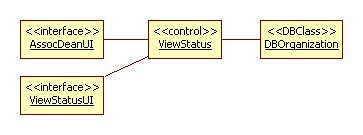 <<interface>>
AssocDeanUI
<<control>>
ViewStatus
<<DBClass>>
DBOrganization
<<interface>>
ViewStatusUI